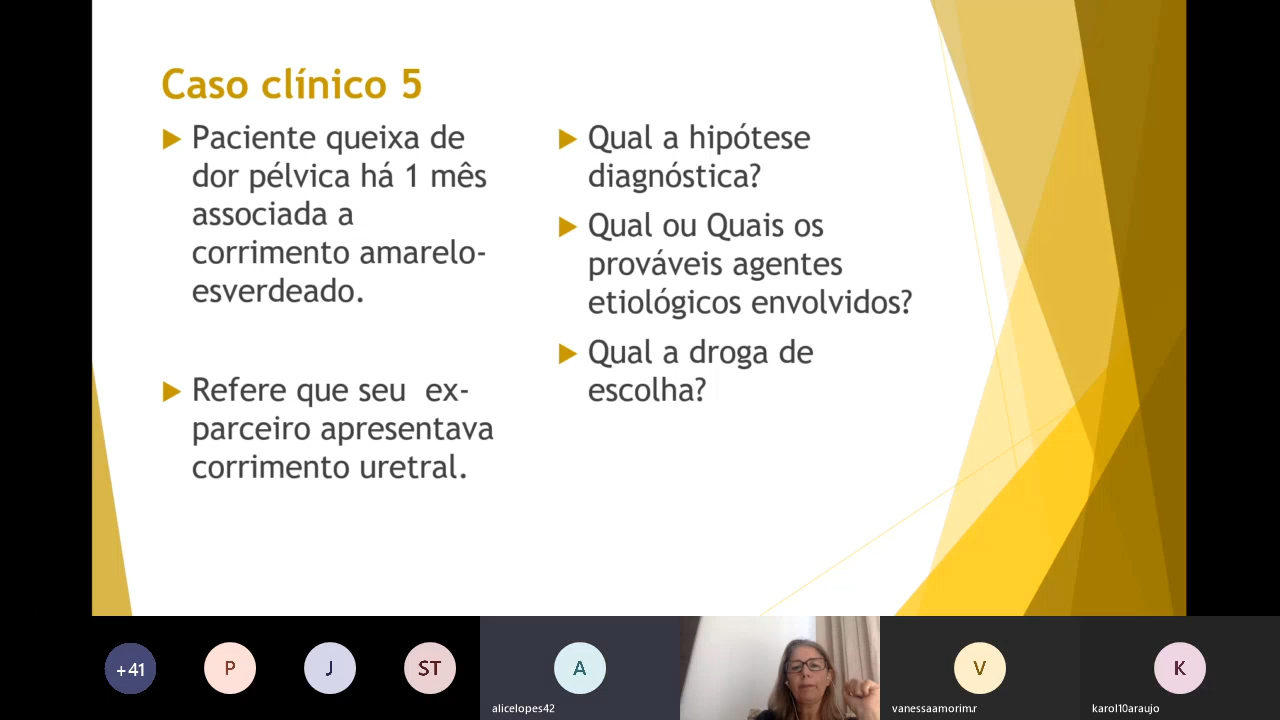 Caso clínico 5
Paciente queixa de
dor pélvica há 1 mês
associada a
corrimento amarelo-
esverdeado.
Refere que seu ex-
parceiro apresentava
corrimento uretral.
Qual a hipótese
diagnóstica?
Qual ou Quais os
prováveis agentes
etiológicos envolvidos?
Qual a droga de
escolha?
+41
P
J
ST
A
alicelopes42
V
vanessaamorim.r
K
karol10araujo